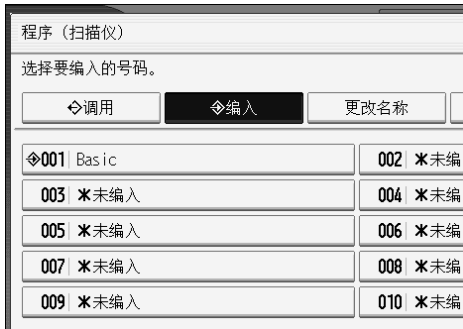 程序（扫描仪）
选择要编入的号码。
调用 编入 更改名称
001 Basic 002 未编
003 未编入 004 未编
005 未编入 006 未编
007 未编入 008 未编
009 未编入 010 未编